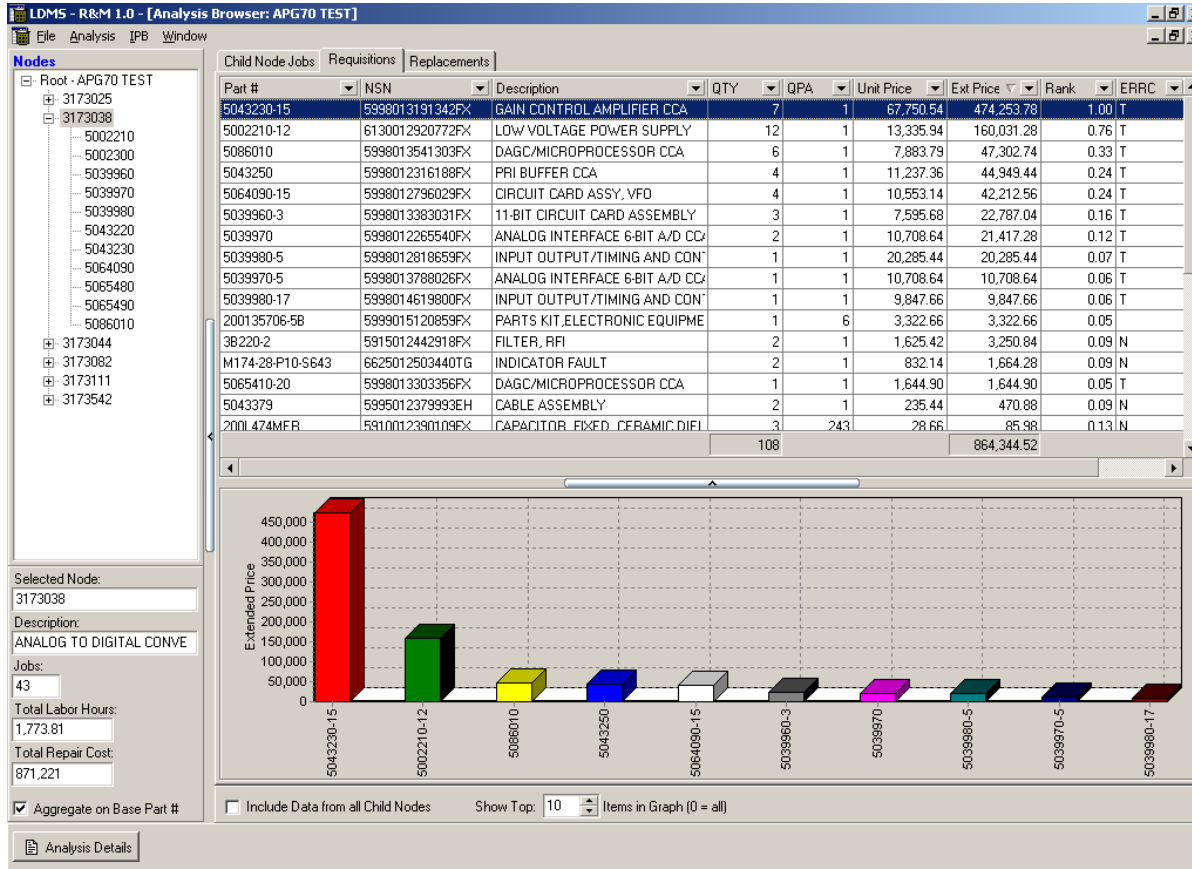 LDMS - R&M 1.0 - [Analysis Browser: APG70 TEST]
File Analysis IPB Window
Nodes
Root - APG70 TEST
3173025
3173038
5002210
5002300
5039960
5039970
5039980
5043220
5043230
5064090
5065480
5065490
5086010
3173044
3173082
3173111
3173542
Selected Node:
3173038
Description:
ANALOG TO DIGITAL CONVE
Jobs:
43
Total Labor Hours:
1,773.81
Total Repair Cost:
871,221
Aggregate on Base Part #
Child Node Jobs Requisitions Replacements
Part # NSN Description QTY QPA Unit Price Ext Price Rank ERRC
5043230-15 5998013191342FX GAIN CONTROL AMPLIFIER CCA 7 1 67,750.54 474,253.78 1.00 T
5002210-12 6130012920772FX LOW VOLTAGE POWER SUPPLY 12 1 13,335.94 160,031.28 0.76 T
5086010 5998013541303FX DAGC/MICROPROCESSOR CCA 6 1 7,883.79 47,302.74 0.33 T
5043250 5998012316188FX PRI BUFFER CCA 4 1 11,237.36 44,949.44 0.24 T
5064090-15 5998012796029FX CIRCUIT CARD ASSY, VFO 4 1 10,553.14 42,212.56 0.24 T
5039960-3 5998013383031FX 11-BIT CIRCUIT CARD ASSEMBLY 3 1 7,595.68 22,787.04 0.16 T
5039970 5998012265540FX ANALOG INTERFACE 6-BIT A/D CCA 2 1 10,708.64 21,417.28 0.12 T
5039980-5 5998012818659FX INPUT OUTPUT/TIMING AND CONT 1 1 20,285.44 20,285.44 0.07 T
5039970-5 5998013788026FX ANALOG INTERFACE 6-BIT A/D CCA 1 1 10,708.64 10,708.64 0.06 T
5039980-17 5998014619800FX INPUT OUTPUT/TIMING AND CONT 1 1 9,847.66 9,847.66 0.06 T
200135706-5B 5999015120859FX PARTS KIT,ELECTRONIC EQUIPME 1 6 3,322.66 3,322.66 0.05
3B220-2 5915012442918FX FILTER, RFI 2 1 1,625.42 3,250.84 0.09 N
M174-28-P10-S643 6625012503440TG INDICATOR FAULT 2 1 832.14 1,664.28 0.09 N
5065410-20 5998013303356FX DAGC/MICROPROCESSOR CCA 1 1 1,644.90 1,644.90 0.05 T
5043379 5995012379993EH CABLE ASSEMBLY 2 1 235.44 470.88 0.09 N
200L474MER 5910012390109FX CAPACITOR, FIXED, CERAMIC DIEL 3 243 28.66 85.98 0.13 N
108 864,344.52
Extended Price
450,000
400,000
350,000
300,000
250,000
200,000
150,000
100,000
50,000
0
5043230-15 5002210-12 5086010 5043250 5064090-15 5039960-3 5039970 5039980-5 5039970-5 5039980-17
Include Data from all Child Nodes Show Top: 10 Items in Graph (0 = all)
Analysis Details